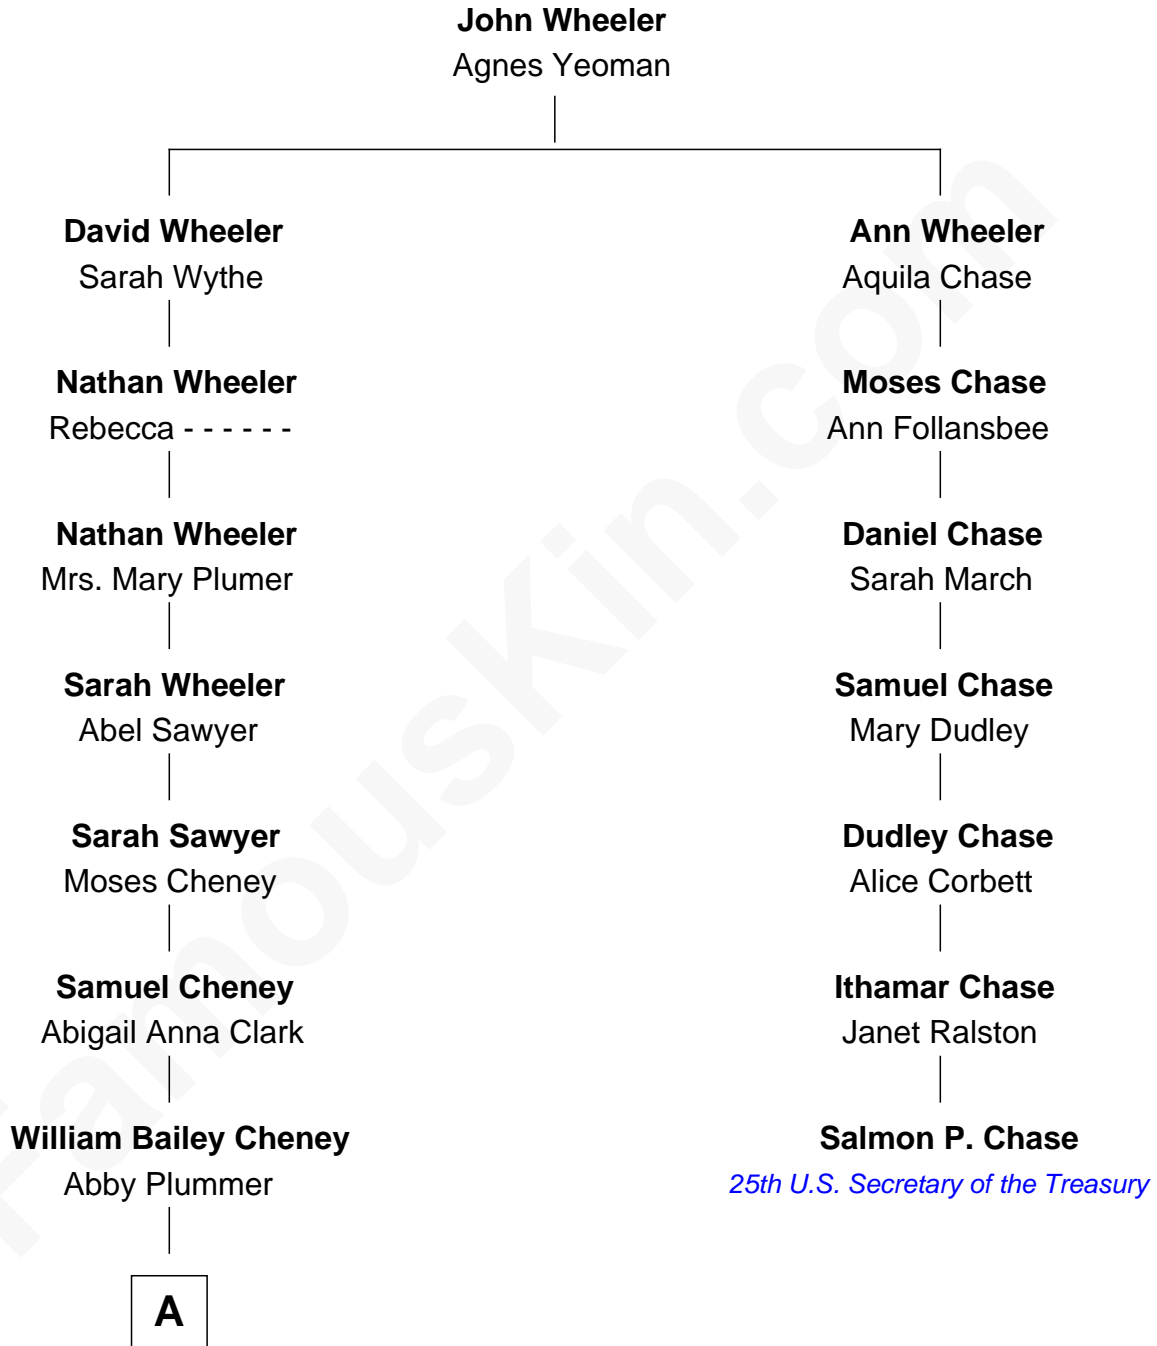 John Wheeler
Agnes Yeoman
David Wheeler
Sarah Wythe
Ann Wheeler
Aquila Chase
Nathan Wheeler
Rebecca - - - - - -
Moses Chase
Ann Follansbee
Nathan Wheeler
Mrs. Mary Plumer
Daniel Chase
Sarah March
Sarah Wheeler
Abel Sawyer
Samuel Chase
Mary Dudley
Sarah Sawyer
Moses Cheney
Dudley Chase
Alice Corbett
Samuel Cheney
Abigail Anna Clark
Ithamar Chase
Janet Ralston
William Bailey Cheney
Abby Plummer
Salmon P. Chase
25th U.S. Secretary of the Treasury
A
FamousKin.com